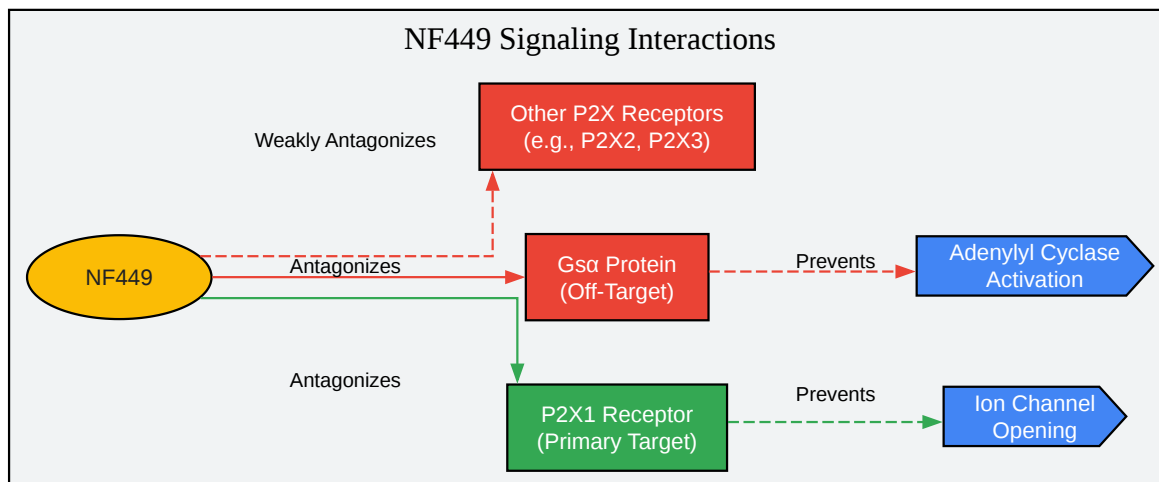 NF449 Signaling Interactions
Other P2X Receptors
(e.g., P2X2, P2X3)
Weakly Antagonizes
NF449
Antagonizes
Gsα Protein
(Off-Target)
Prevents
Adenylyl Cyclase
Activation
Antagonizes
P2X1 Receptor
(Primary Target)
Prevents
Ion Channel
Opening